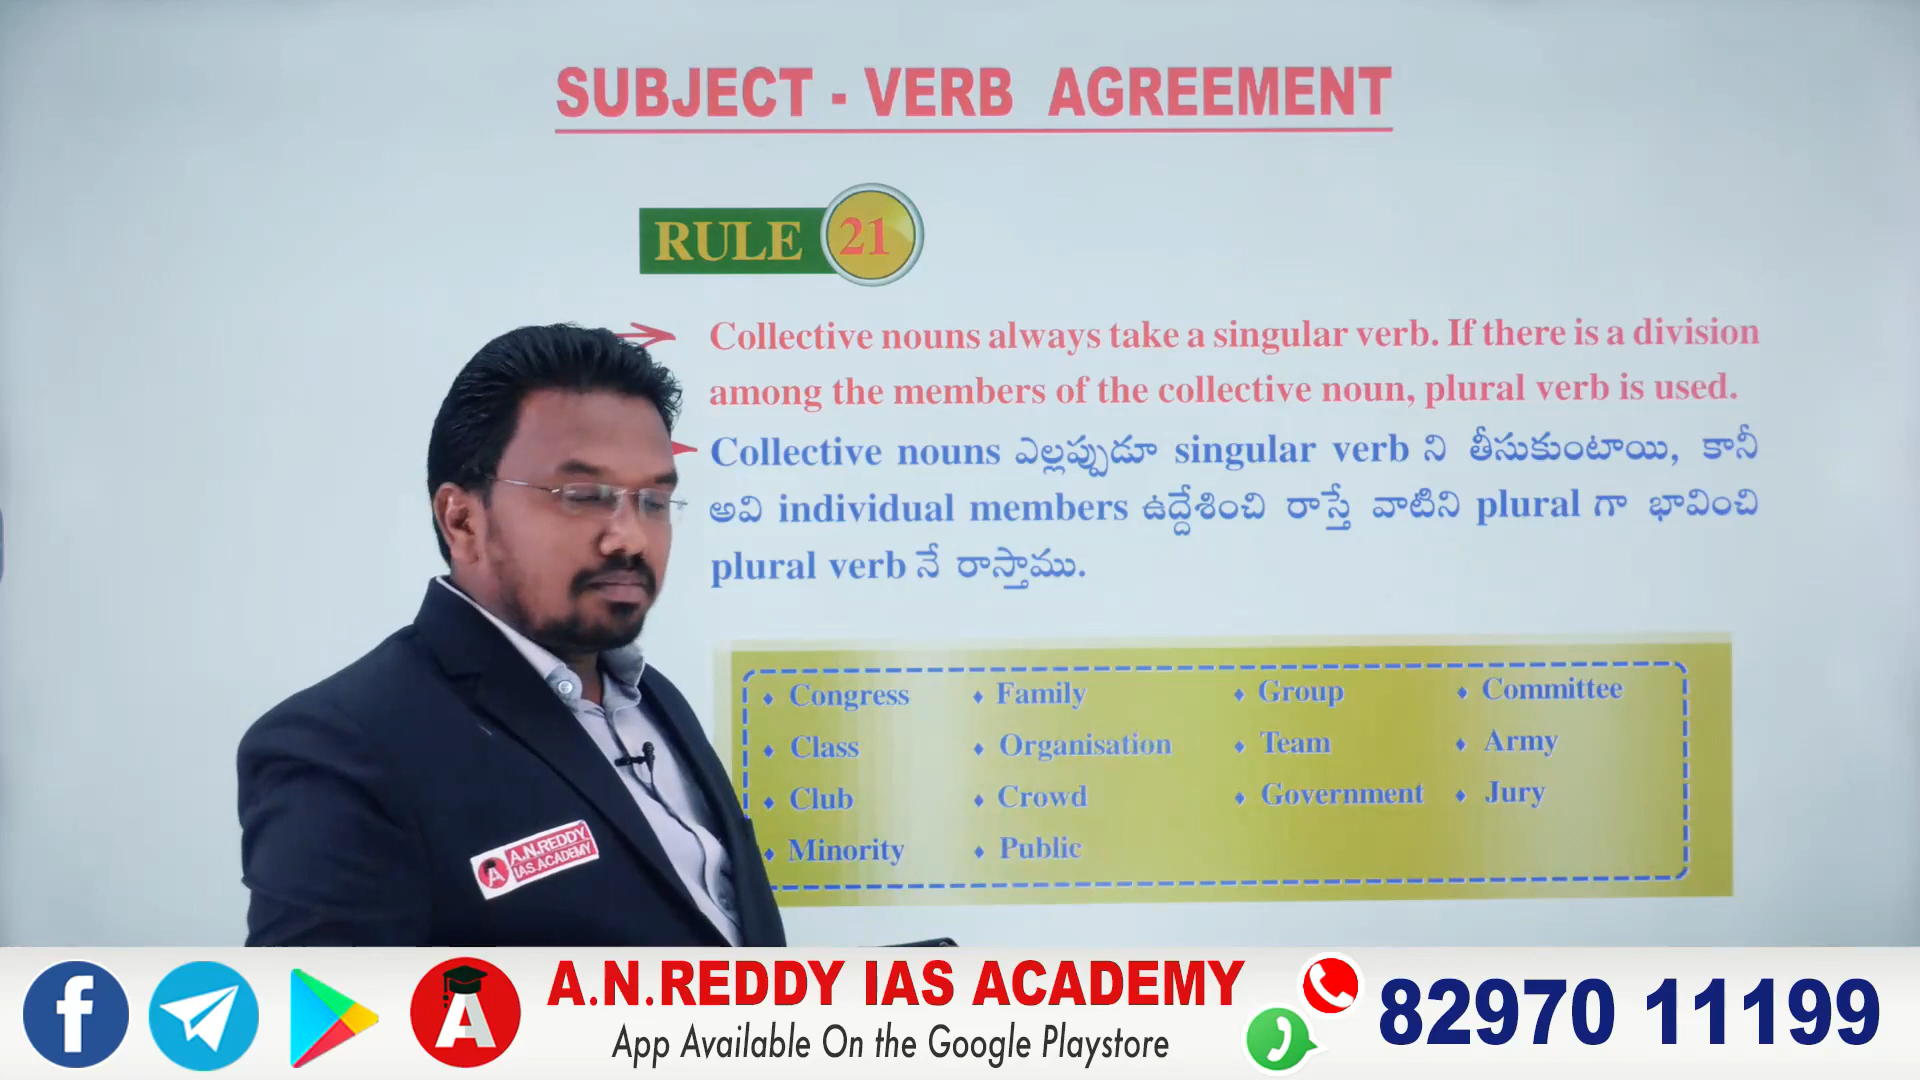 SUBJECT - VERB AGREEMENT
RULE 21
Collective nouns always take a singular verb. If there is a division
among the members of the collective noun, plural verb is used.
Collective nouns ఎల్లప్పుడూ singular verb ని తీసుకుంటాయి, కానీ
అవి individual members ఉద్దేశించి రాస్తే వాటిని plural గా భావించి
plural verb నే రాస్తాము.
Congress Family Group Committee
Class Organisation Team Army
Club Crowd Government Jury
Minority Public
A.N.REDDY
IAS ACADEMY
A.N.REDDY IAS ACADEMY
App Available On the Google Playstore
82970 11199